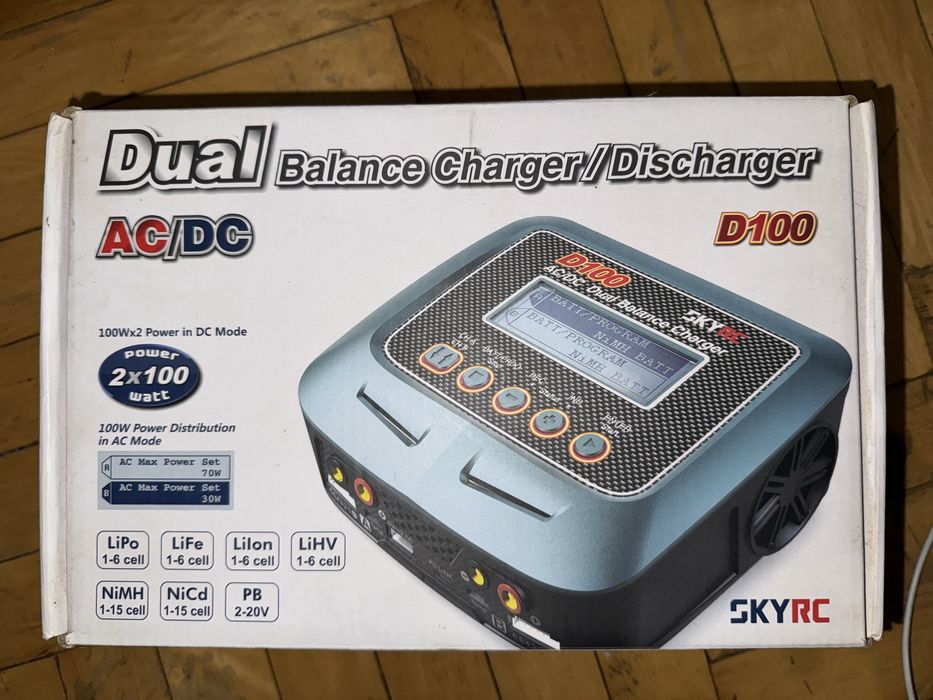 Dual Balance Charger/Discharger
AC/DC
D100
100Wx2 Power in DC Mode
power
2x100
watt
100W Power Distribution
in AC Mode
A AC Max Power Set
70W
B AC Max Power Set
30W
LiPo
1-6 cell
LiFe
1-6 cell
LiIon
1-6 cell
LiHV
1-6 cell
NiMH
1-15 cell
NiCd
1-15 cell
PB
2-20V
D100
AC/DC Dual Balance Charger
SKYRC
A BATT/PROGRAM
NiMH BATT
B BATT/PROGRAM
NiMH BATT
SKYRC